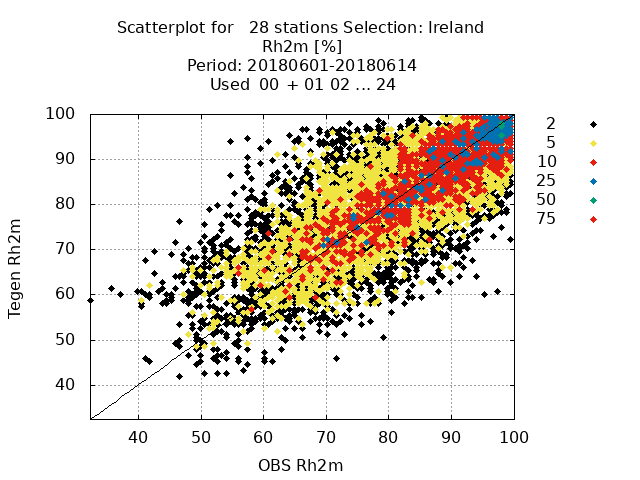 Scatterplot for   28 stations Selection: Ireland
Rh2m [%]
Period: 20180601-20180614
Used  00 + 01 02 ... 24
100
90
80
70
60
50
40
Tegen Rh2m
40 50 60 70 80 90 100
OBS Rh2m
2
5
10
25
50
75